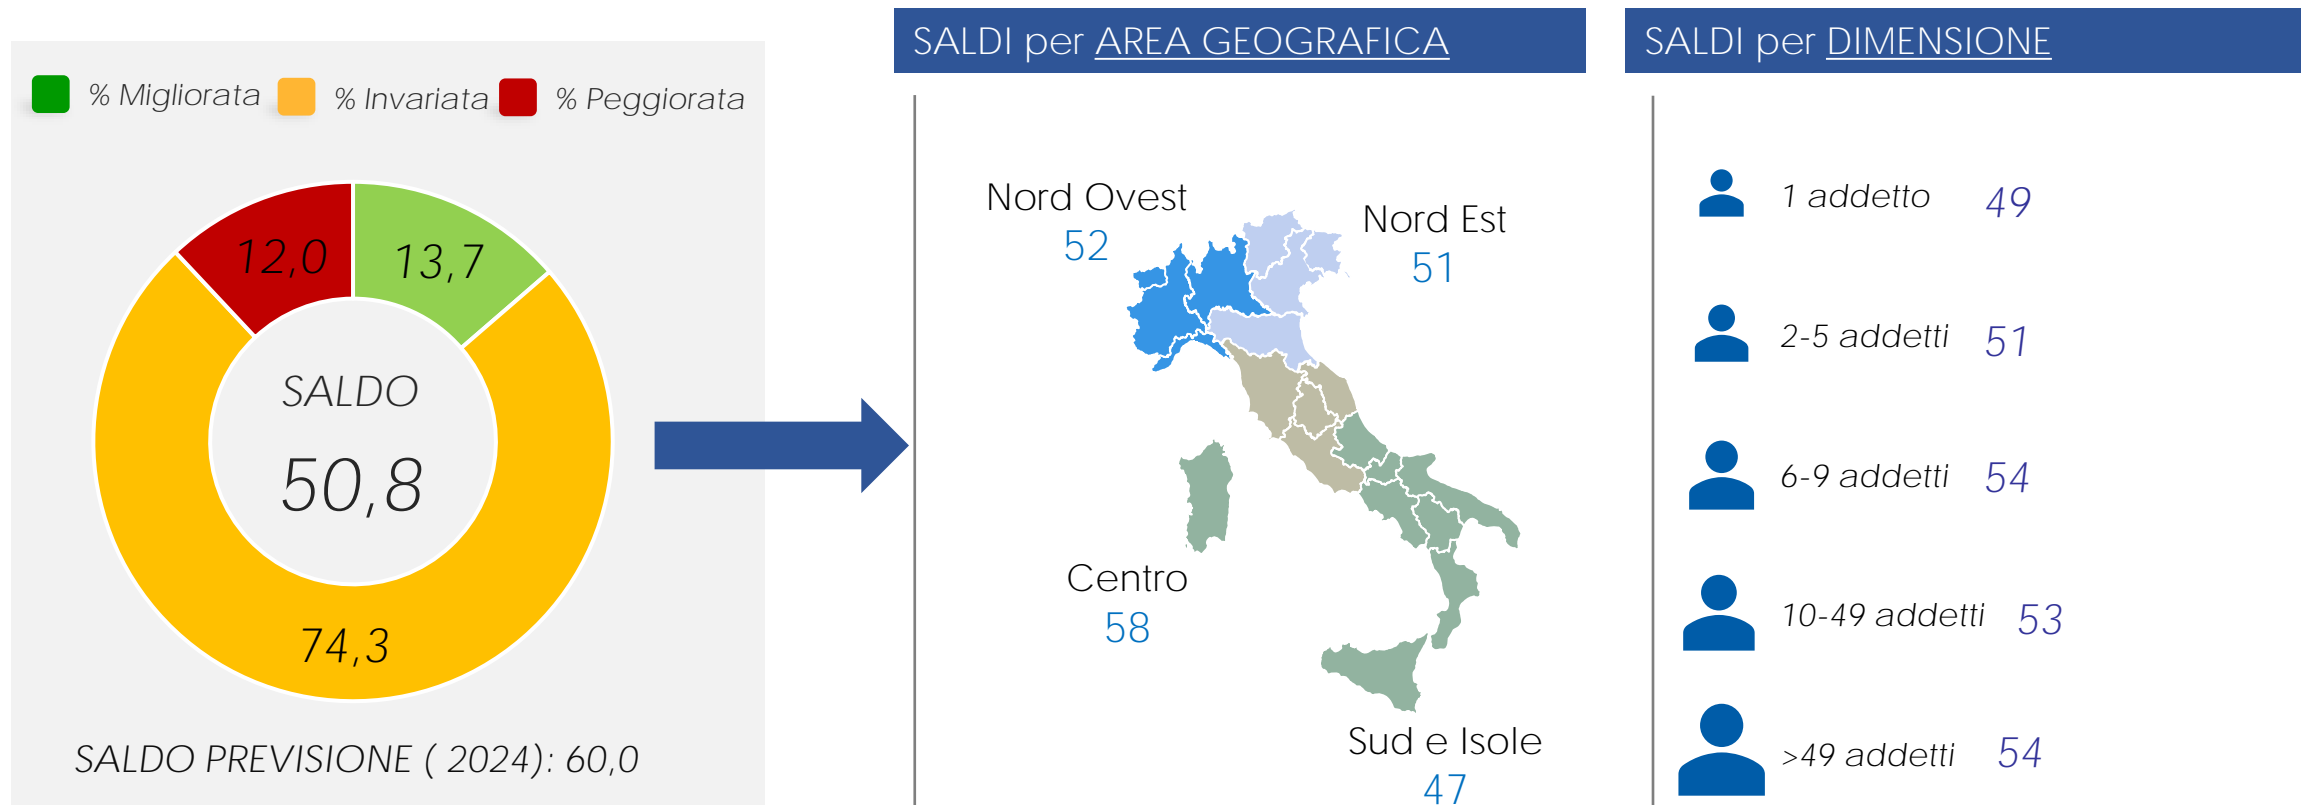 % Migliorata % Invariata % Peggiorata
12,0 13,7
SALDO
50,8
74,3
SALDO PREVISIONE ( 2024): 60,0
SALDI per AREA GEOGRAFICA
Nord Ovest
52
Nord Est
51
Centro
58
Sud e Isole
47
SALDI per DIMENSIONE
1 addetto 49
2-5 addetti 51
6-9 addetti 54
10-49 addetti 53
>49 addetti 54